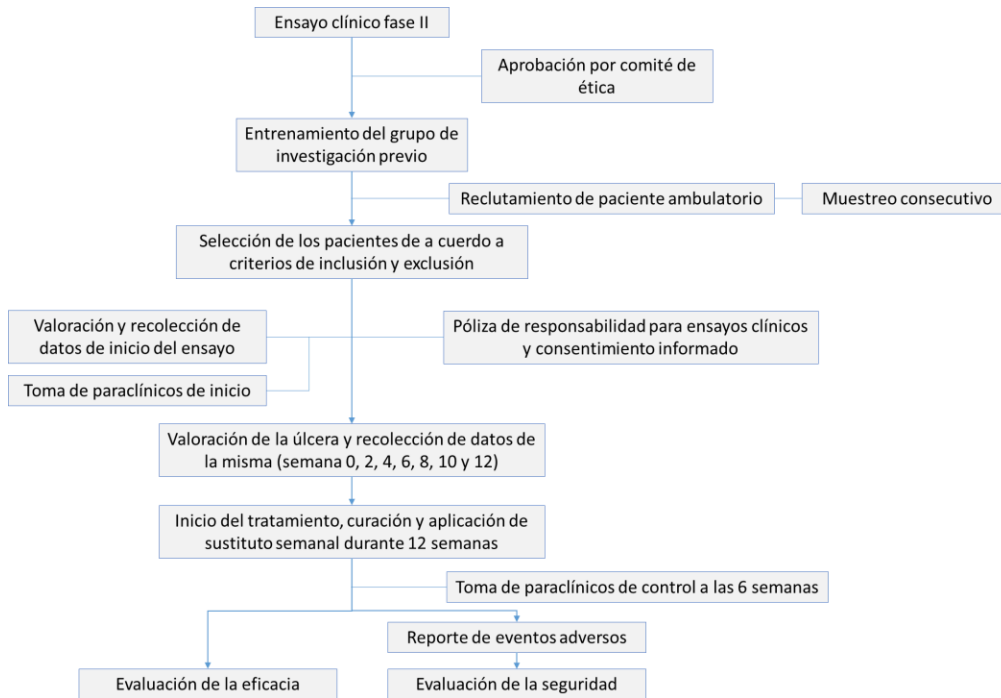 Ensayo clínico fase II
Aprobación por comité de
ética
Entrenamiento del grupo de
investigación previo
Reclutamiento de paciente ambulatorio
Muestreo consecutivo
Selección de los pacientes de a cuerdo a
criterios de inclusión y exclusión
Valoración y recolección de
datos de inicio del ensayo
Póliza de responsabilidad para ensayos clínicos
y consentimiento informado
Toma de paraclínicos de inicio
Valoración de la úlcera y recolección de datos de
la misma (semana 0, 2, 4, 6, 8, 10 y 12)
Inicio del tratamiento, curación y aplicación de
sustituto semanal durante 12 semanas
Toma de paraclínicos de control a las 6 semanas
Reporte de eventos adversos
Evaluación de la eficacia
Evaluación de la seguridad